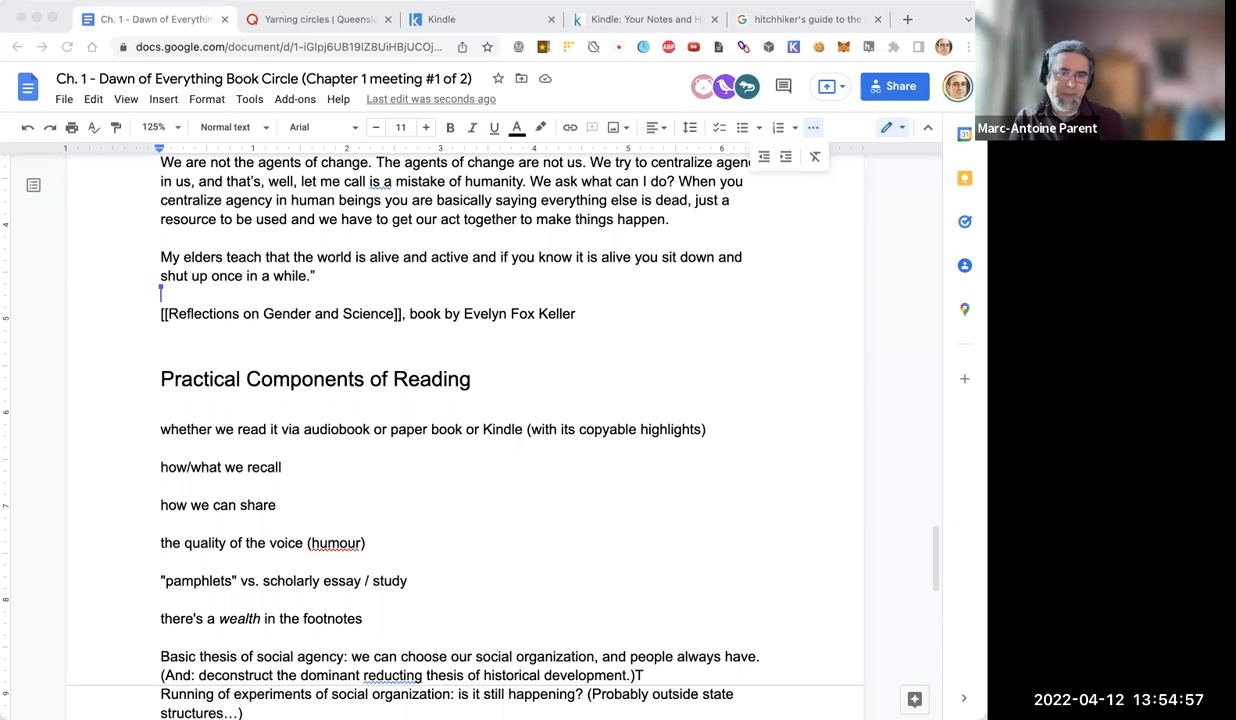 Ch. 1 - Dawn of Everythin
Yarning circles | Queensl
Kindle
Kindle: Your Notes and H
hitchhiker's guide to the
docs.google.com/document/d/1-iGlpj6UB19IZ8UiHBjUCOj...
Ch. 1 - Dawn of Everything Book Circle (Chapter 1 meeting #1 of 2)
File Edit View Insert Format Tools Add-ons Help Last edit was seconds ago
Share
Marc-Antoine Parent
125% Normal text Arial 11
We are not the agents of change. The agents of change are not us. We try to centralize agen
in us, and that's, well, let me call is a mistake of humanity. We ask what can I do? When you
centralize agency in human beings you are basically saying everything else is dead, just a
resource to be used and we have to get our act together to make things happen.
My elders teach that the world is alive and active and if you know it is alive you sit down and
shut up once in a while.”
[[Reflections on Gender and Science]], book by Evelyn Fox Keller
Practical Components of Reading
whether we read it via audiobook or paper book or Kindle (with its copyable highlights)
how/what we recall
how we can share
the quality of the voice (humour)
"pamphlets" vs. scholarly essay / study
there's a wealth in the footnotes
Basic thesis of social agency: we can choose our social organization, and people always have.
(And: deconstruct the dominant reducting thesis of historical development.)T
Running of experiments of social organization: is it still happening? (Probably outside state
structures…)
2022-04-12 13:54:57